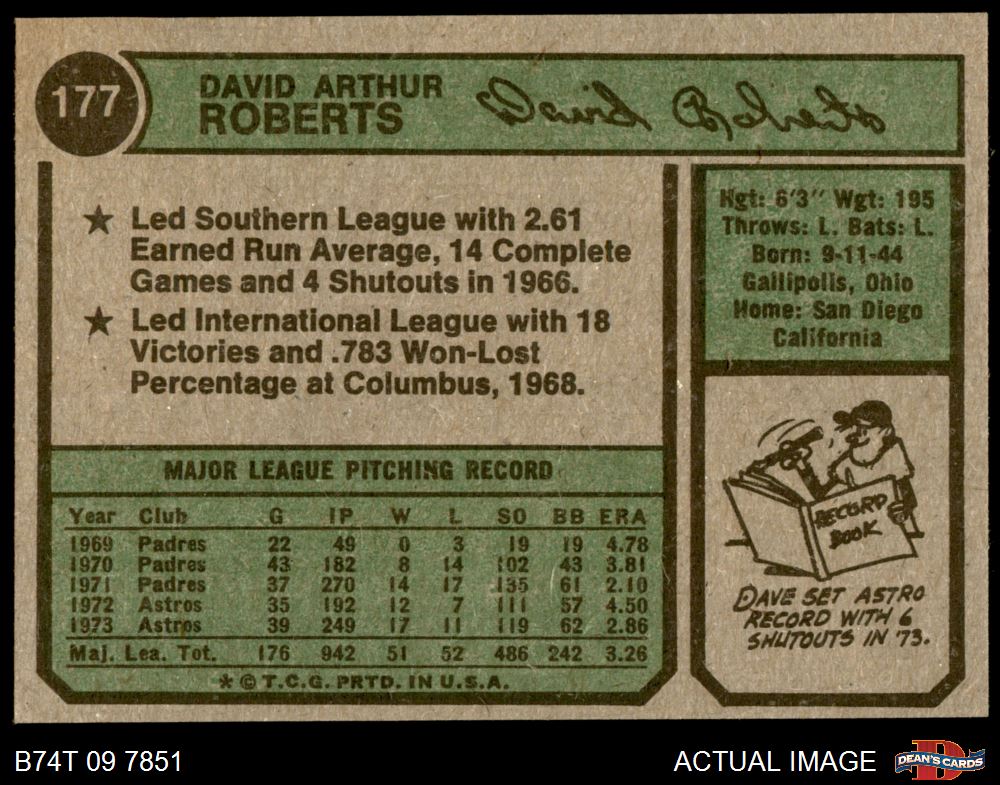 177
DAVID ARTHUR
ROBERTS
David Roberts
★ Led Southern League with 2.61
Earned Run Average, 14 Complete
Games and 4 Shutouts in 1966.
★ Led International League with 18
Victories and .783 Won-Lost
Percentage at Columbus, 1968.
Hgt: 6'3" Wgt: 195
Throws: L. Bats: L.
Born: 9-11-44
Gallipolis, Ohio
Home: San Diego
California
MAJOR LEAGUE PITCHING RECORD
Year Club G IP W L SO BB ERA
1969 Padres 22 49 0 3 19 19 4.78
1970 Padres 43 182 8 14 102 43 3.81
1971 Padres 37 270 14 17 135 61 2.10
1972 Astros 35 192 12 7 111 57 4.50
1973 Astros 39 249 17 11 119 62 2.86
Maj. Lea. Tot. 176 942 51 52 486 242 3.26
* © T.C.G. PRTD. IN U.S.A.
RECORD
BOOK
DAVE SET ASTRO
RECORD WITH 6
SHUTOUTS IN '73.
B74T 09 7851
ACTUAL IMAGE
D
DEAN'S CARDS